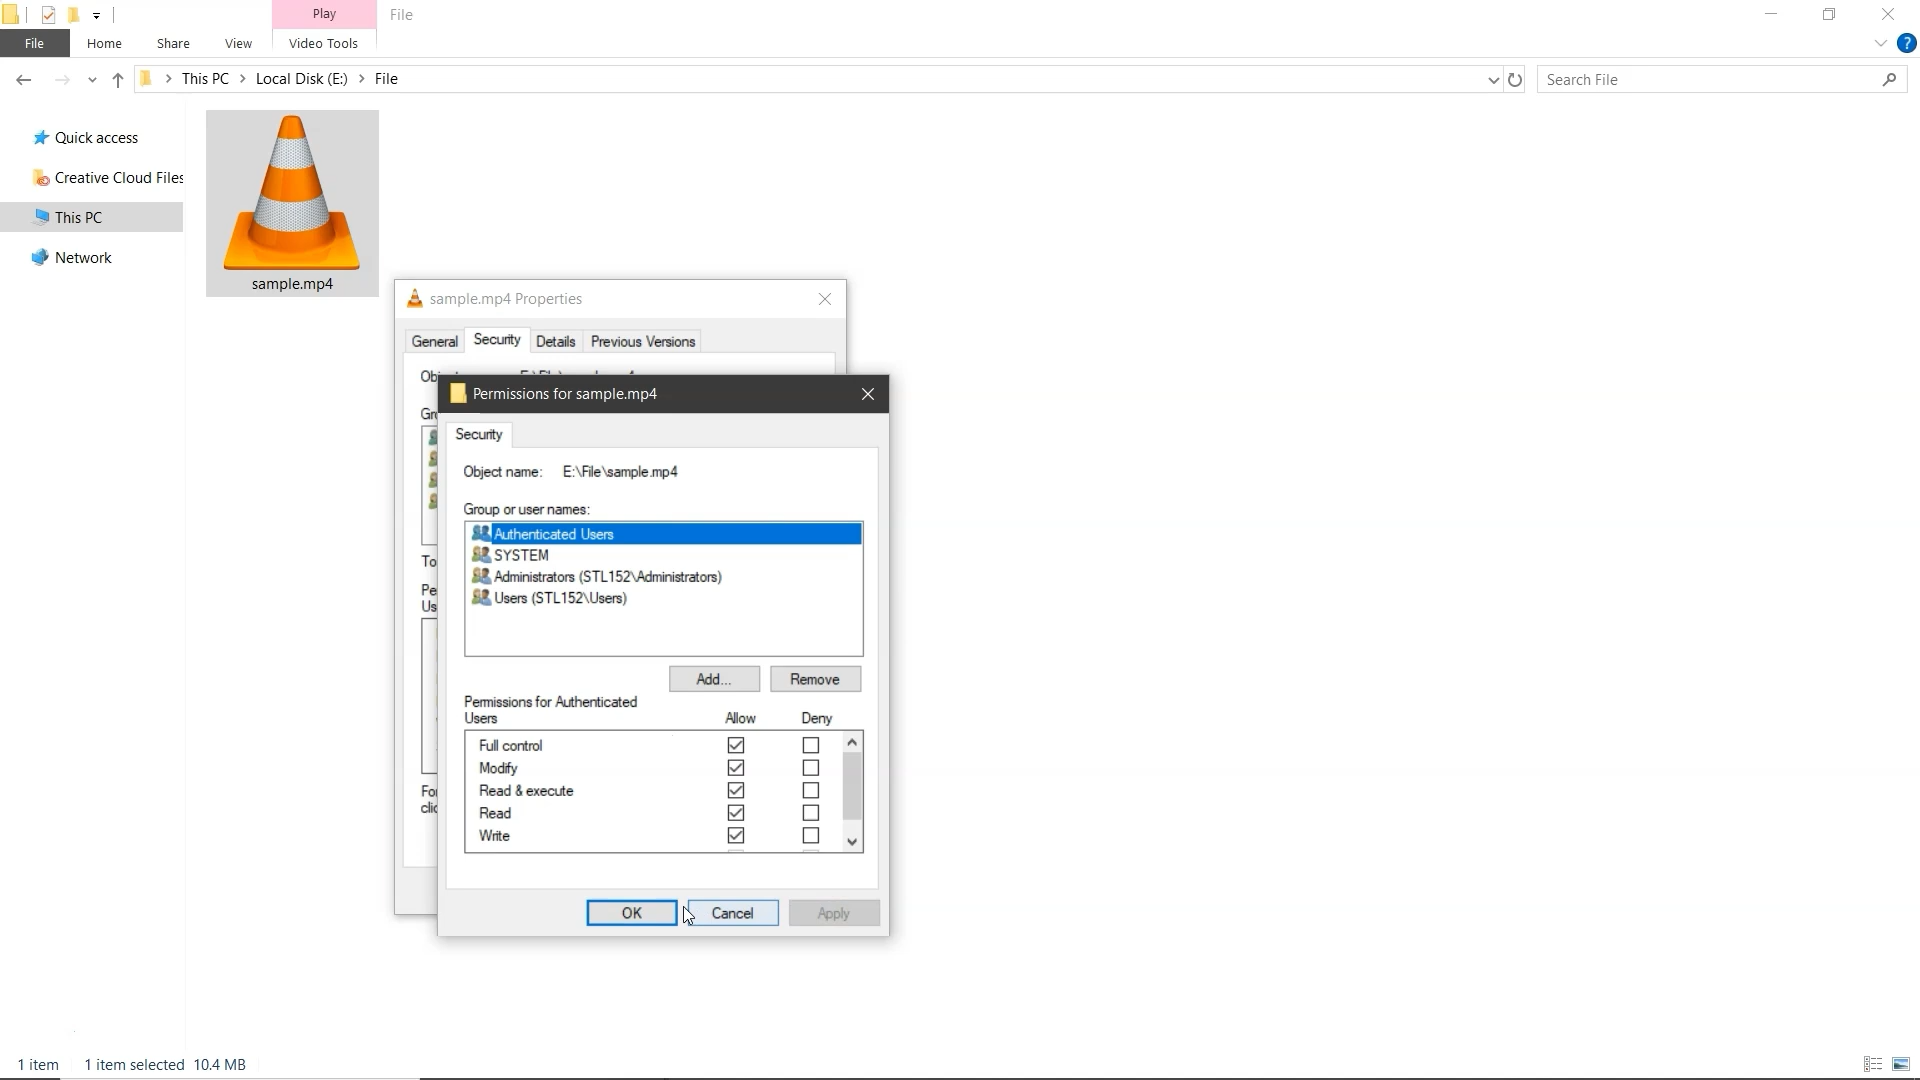 Play
File
File
Home
Share
View
Video Tools
This PC
Local Disk (E:)
File
Search File
Quick access
Creative Cloud Files
This PC
Network
sample.mp4
sample.mp4 Properties
General
Security
Details
Previous Versions
Permissions for sample.mp4
Security
Object name: E:\File\sample.mp4
Group or user names:
Authenticated Users
SYSTEM
Administrators (STL152\Administrators)
Users (STL152\Users)
Add...
Remove
Permissions for Authenticated
Users
Allow
Deny
Full control
Modify
Read & execute
Read
Write
OK
Cancel
Apply
1 item
1 item selected 10.4 MB